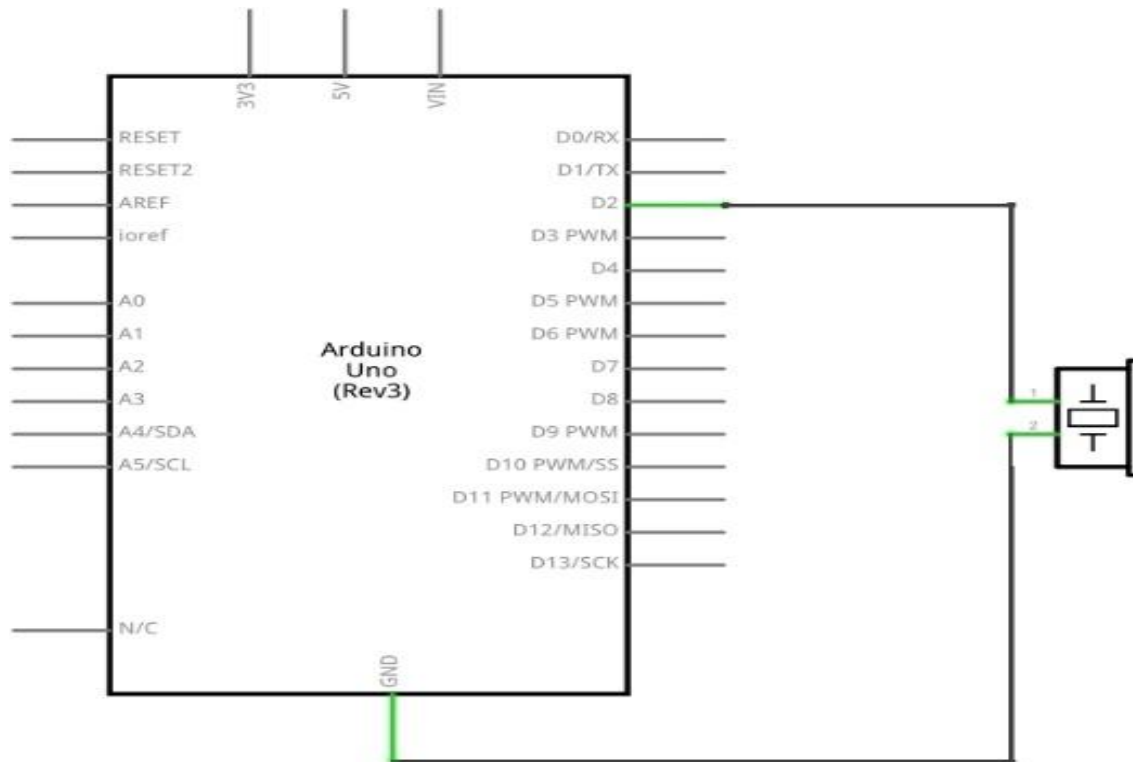 3V3
5V
VIN
RESET
RESET2
AREF
ioref
A0
A1
A2
A3
A4/SDA
A5/SCL
N/C
Arduino
Uno
(Rev3)
D0/RX
D1/TX
D2
D3 PWM
D4
D5 PWM
D6 PWM
D7
D8
D9 PWM
D10 PWM/SS
D11 PWM/MOSI
D12/MISO
D13/SCK
GND
1
2